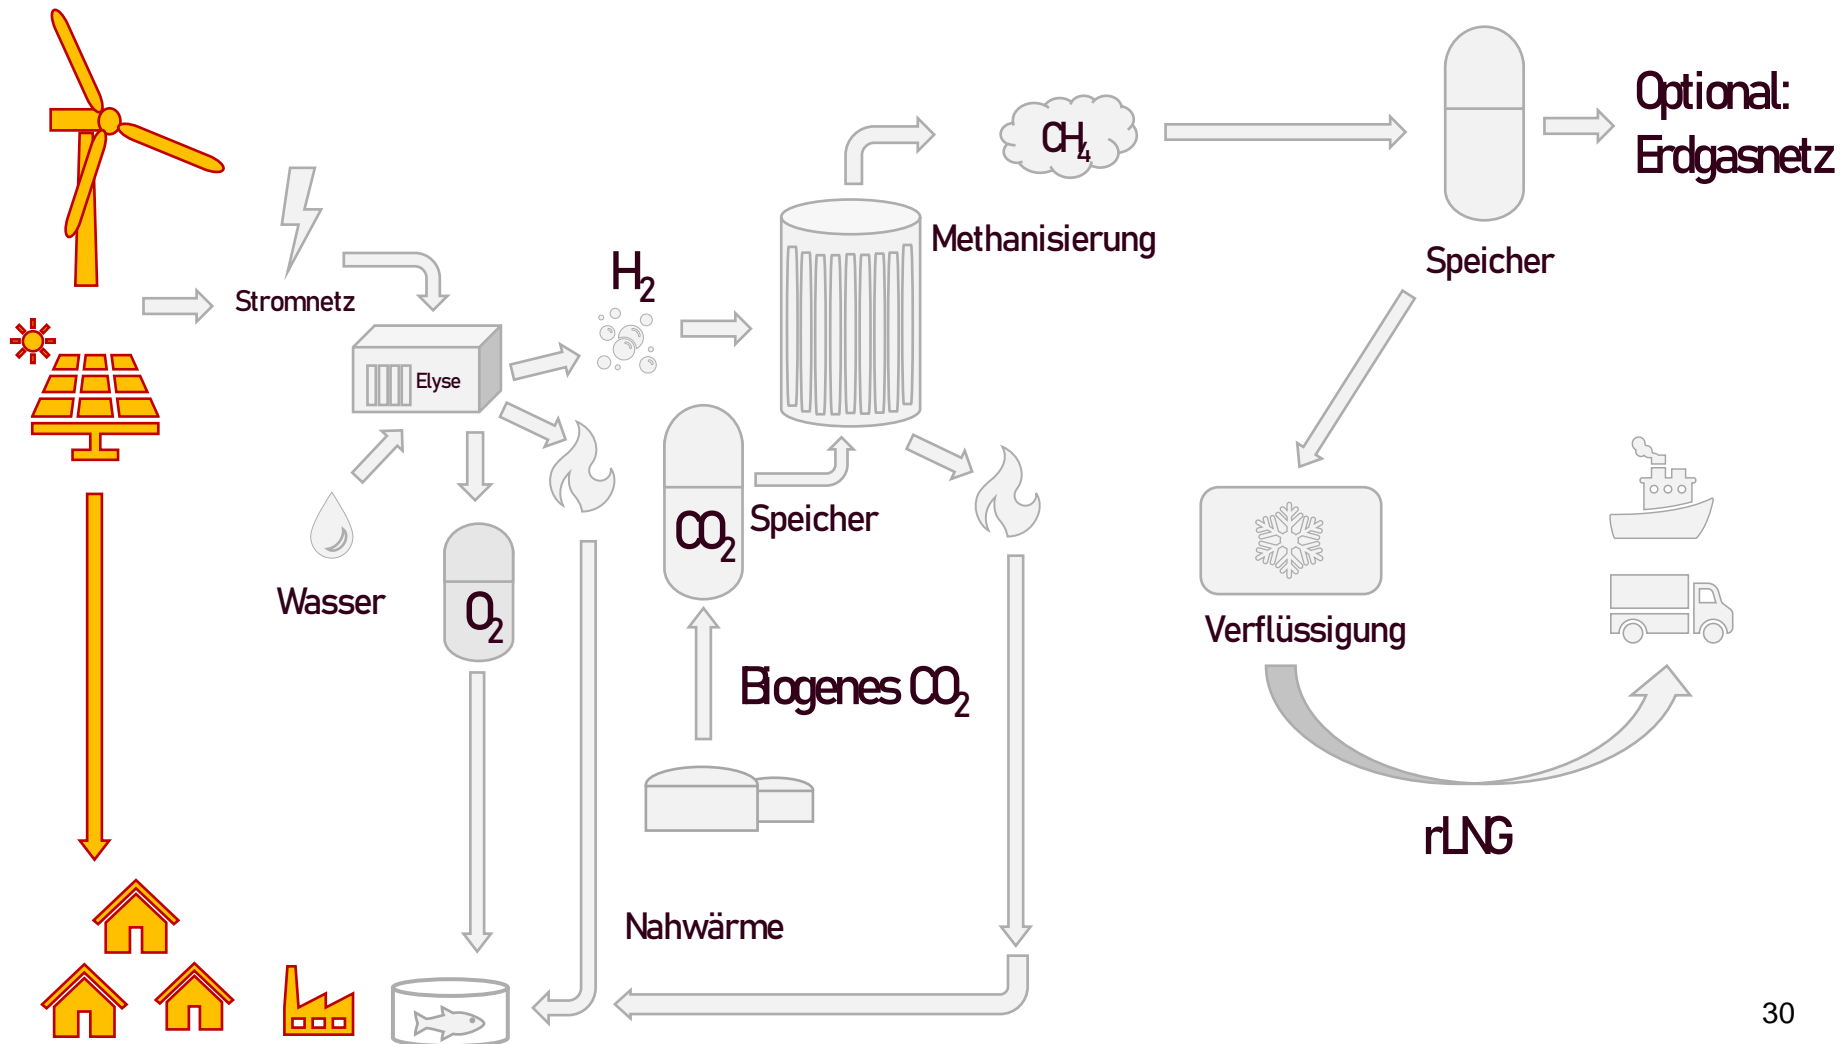 Optional:
Erdgasnetz
CH₄
Methanisierung
Speicher
H₂
Stromnetz
Elyse
CO₂
Speicher
Wasser
O₂
Verflüssigung
Biogenes CO₂
rLNG
Nahwärme
30